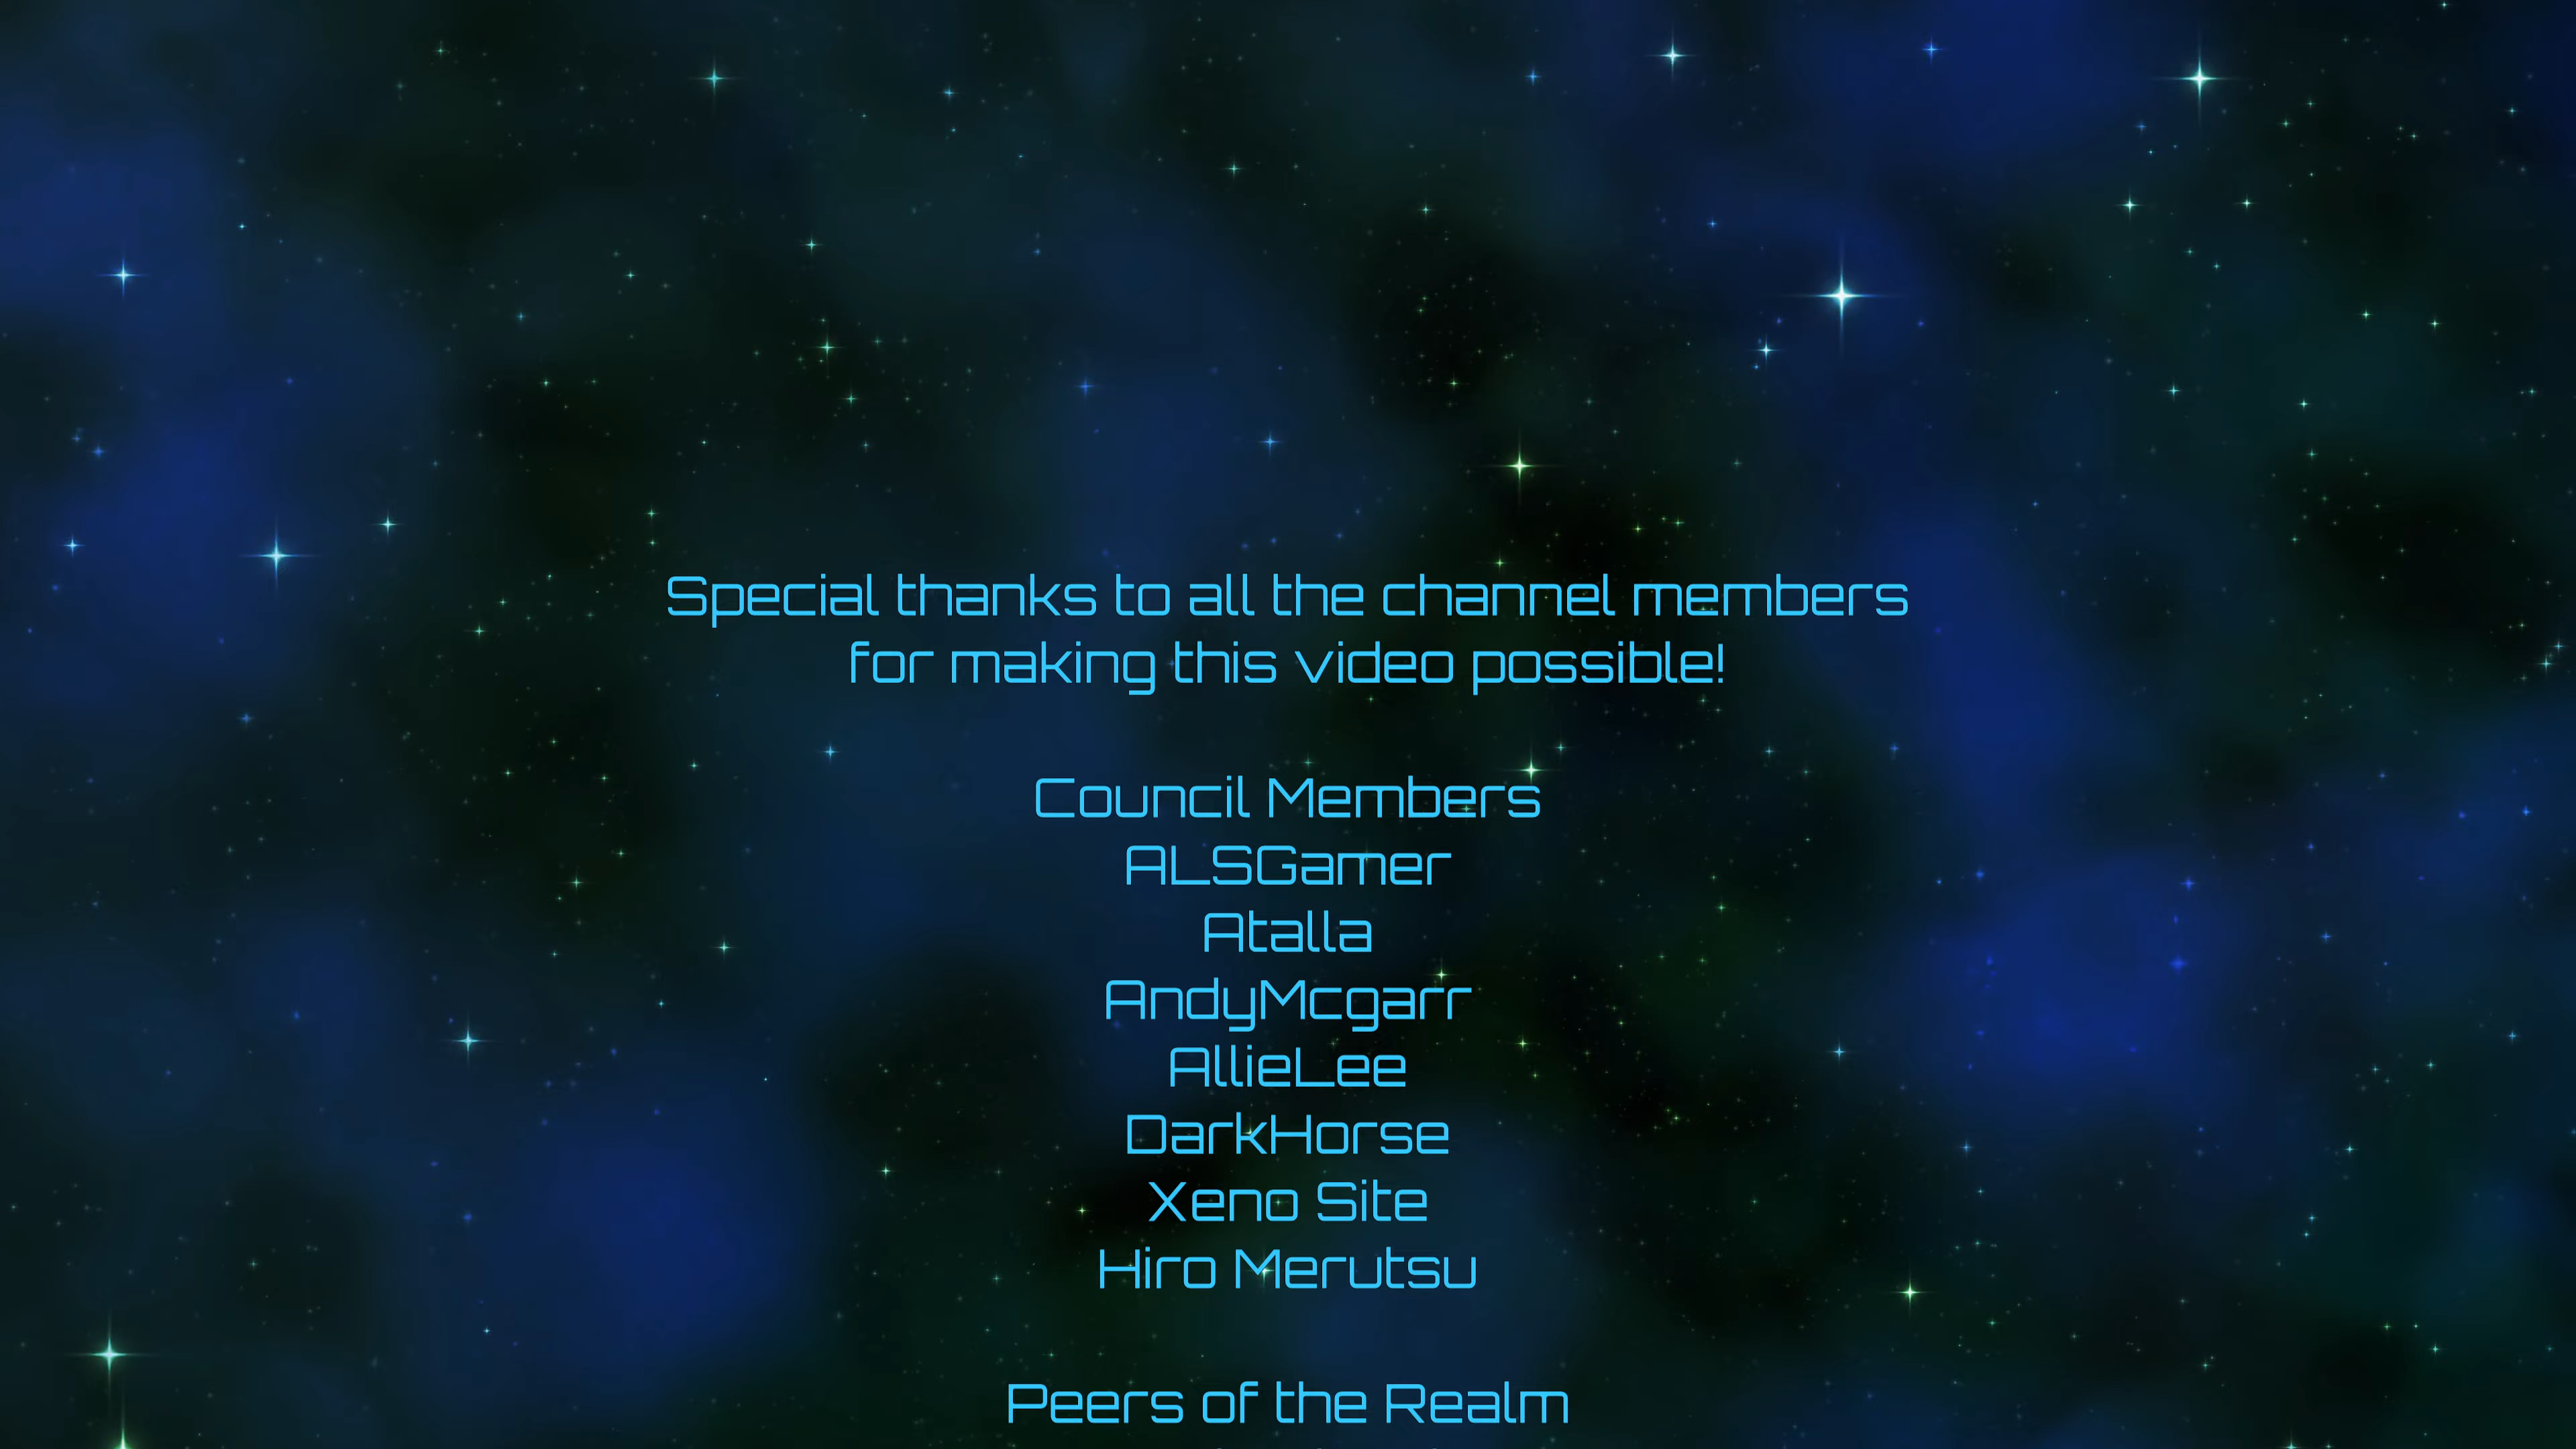 Special thanks to all the channel members
for making this video possible!
Council Members
ALSGamer
Atalla
AndyMcgarr
AllieLee
DarkHorse
Xeno Site
Hiro Merutsu
Peers of the Realm